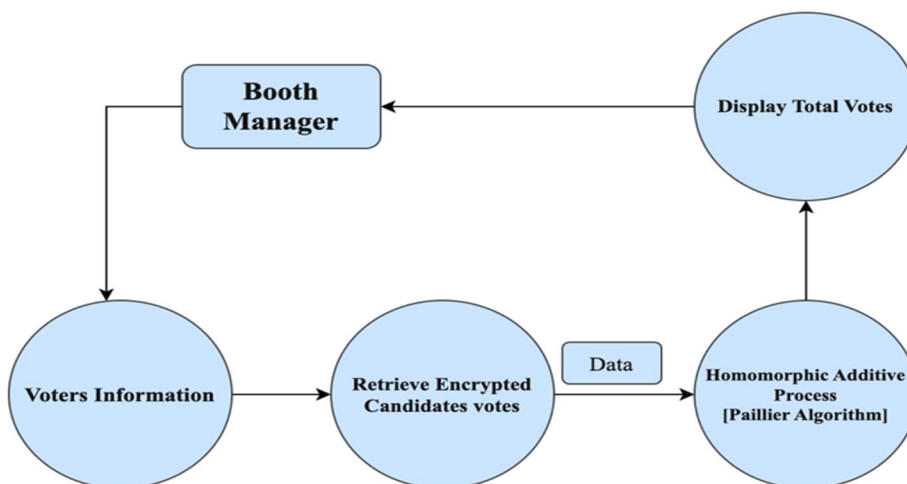 Booth
Manager
Display Total Votes
Voters Information
Retrieve Encrypted
Candidates votes
Data
Homomorphic Additive
Process
[Paillier Algorithm]